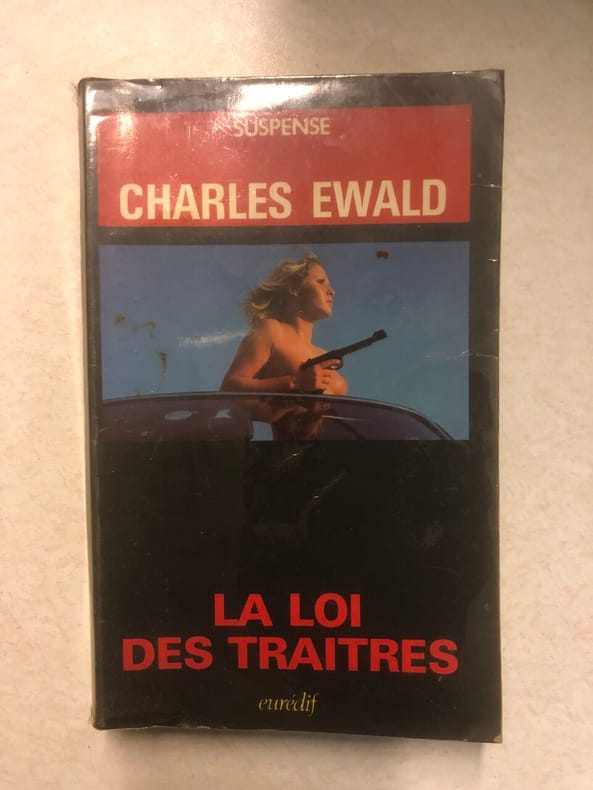 SUSPENSE
CHARLES EWALD
LA LOI
DES TRAITRES
eurédif